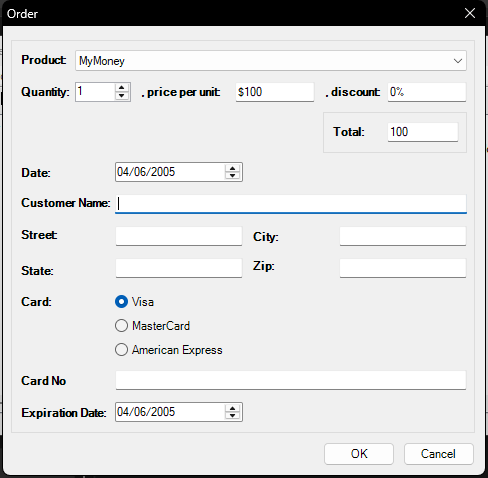 Order
Product: MyMoney
Quantity: 1 , price per unit: $100 , discount: 0%
Total: 100
Date: 04/06/2005
Customer Name:
Street: City:
State: Zip:
Card: Visa
MasterCard
American Express
Card No
Expiration Date: 04/06/2005
OK Cancel